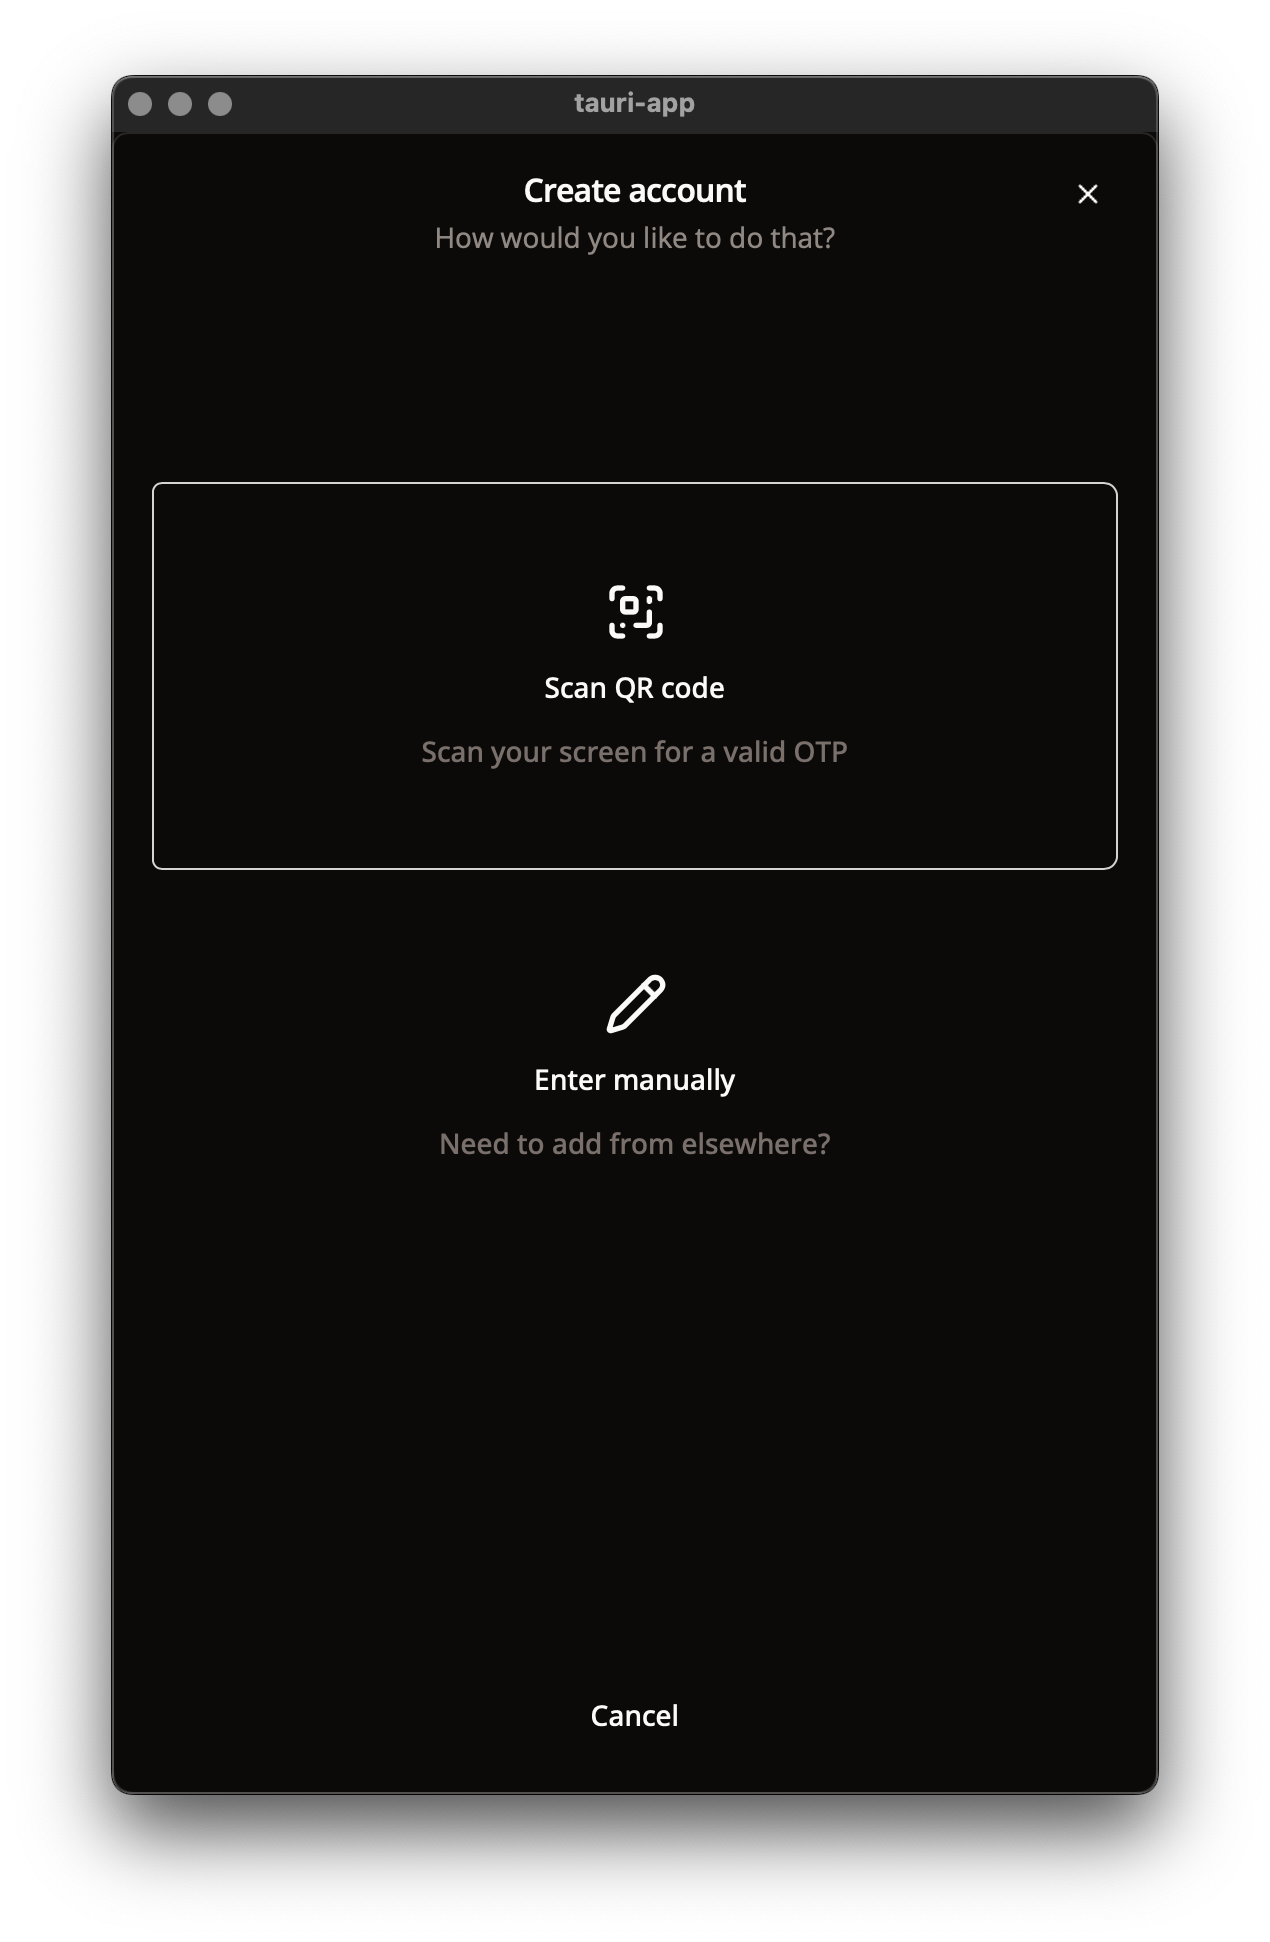 tauri-app
Create account
How would you like to do that?
Scan QR code
Scan your screen for a valid OTP
Enter manually
Need to add from elsewhere?
Cancel